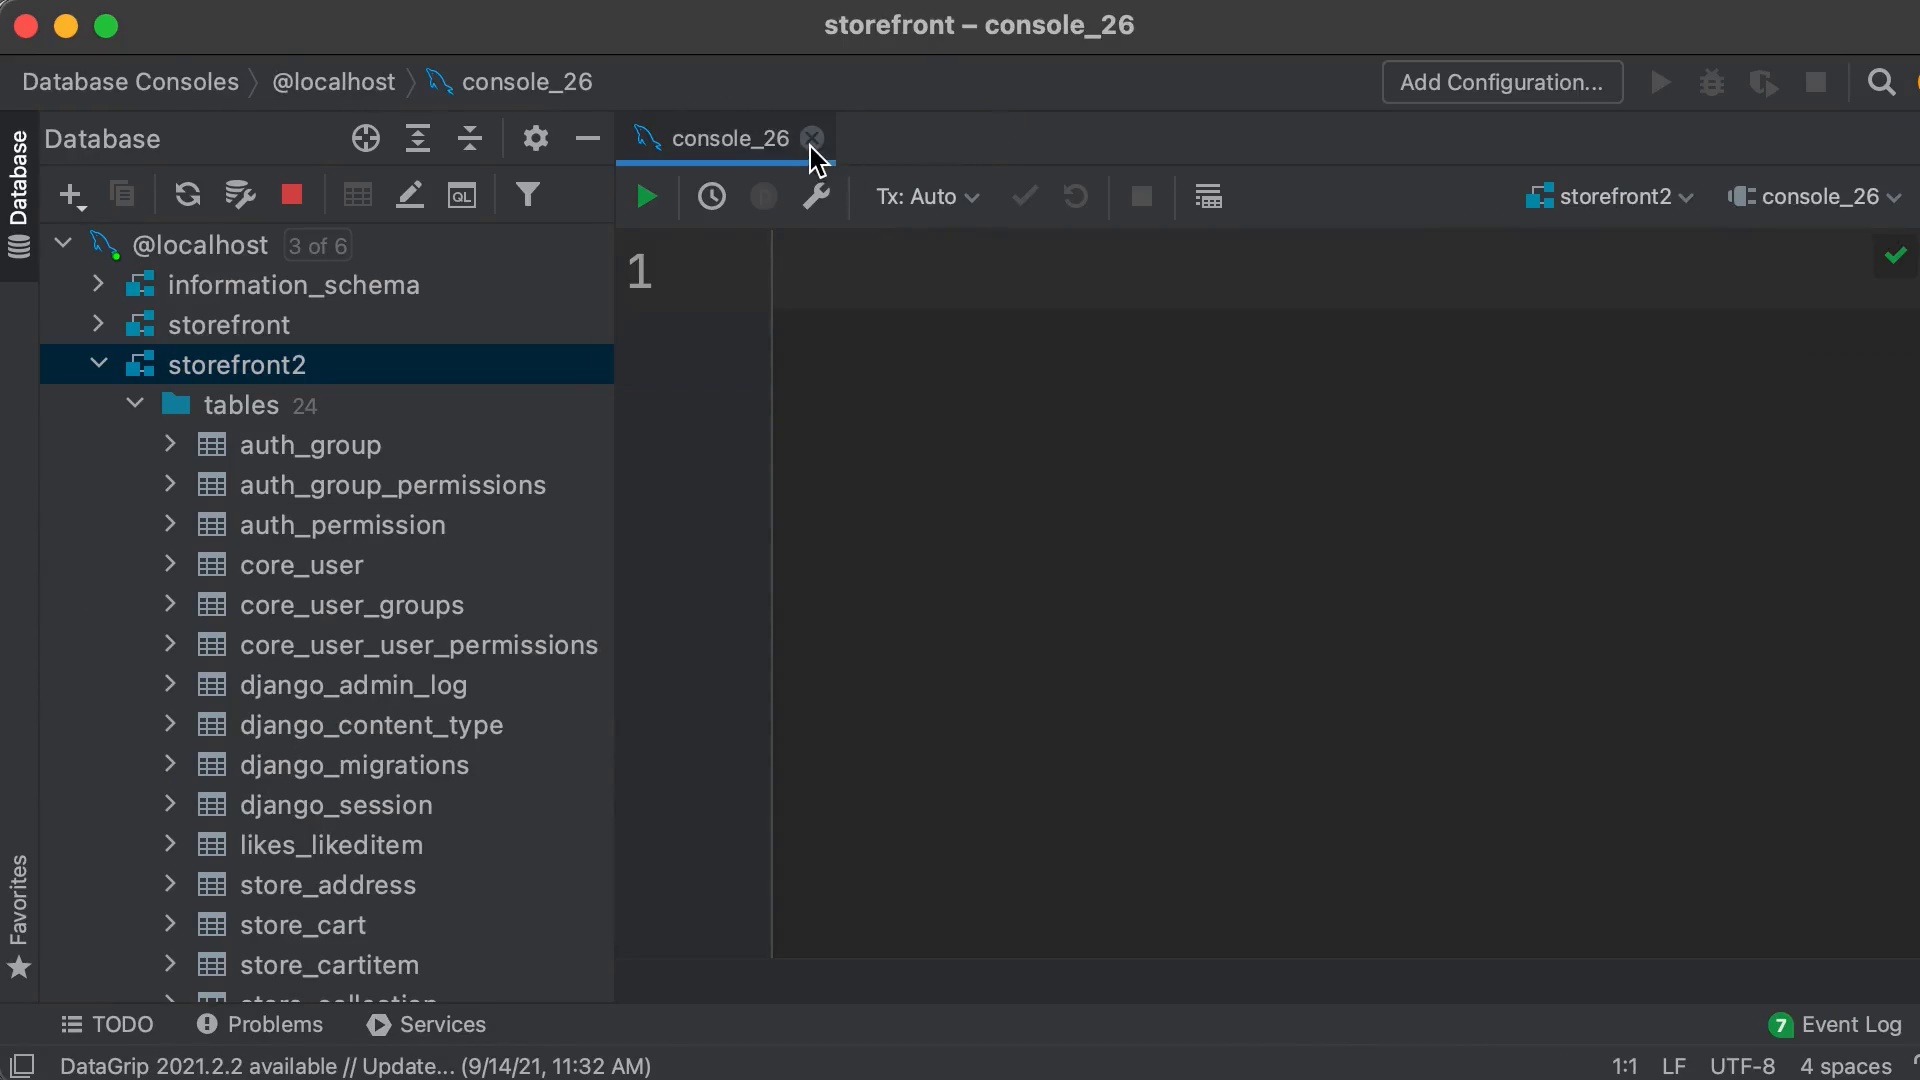 storefront – console_26
Database Consoles @localhost console_26
Add Configuration...
Database
console_26
QL
Tx: Auto
storefront2
console_26
@localhost 3 of 6
information_schema
storefront
storefront2
tables 24
auth_group
auth_group_permissions
auth_permission
core_user
core_user_groups
core_user_user_permissions
django_admin_log
django_content_type
django_migrations
django_session
likes_likeditem
store_address
store_cart
store_cartitem
1
Database
Favorites
TODO
Problems
Services
7 Event Log
DataGrip 2021.2.2 available // Update... (9/14/21, 11:32 AM)
1:1 LF UTF-8 4 spaces